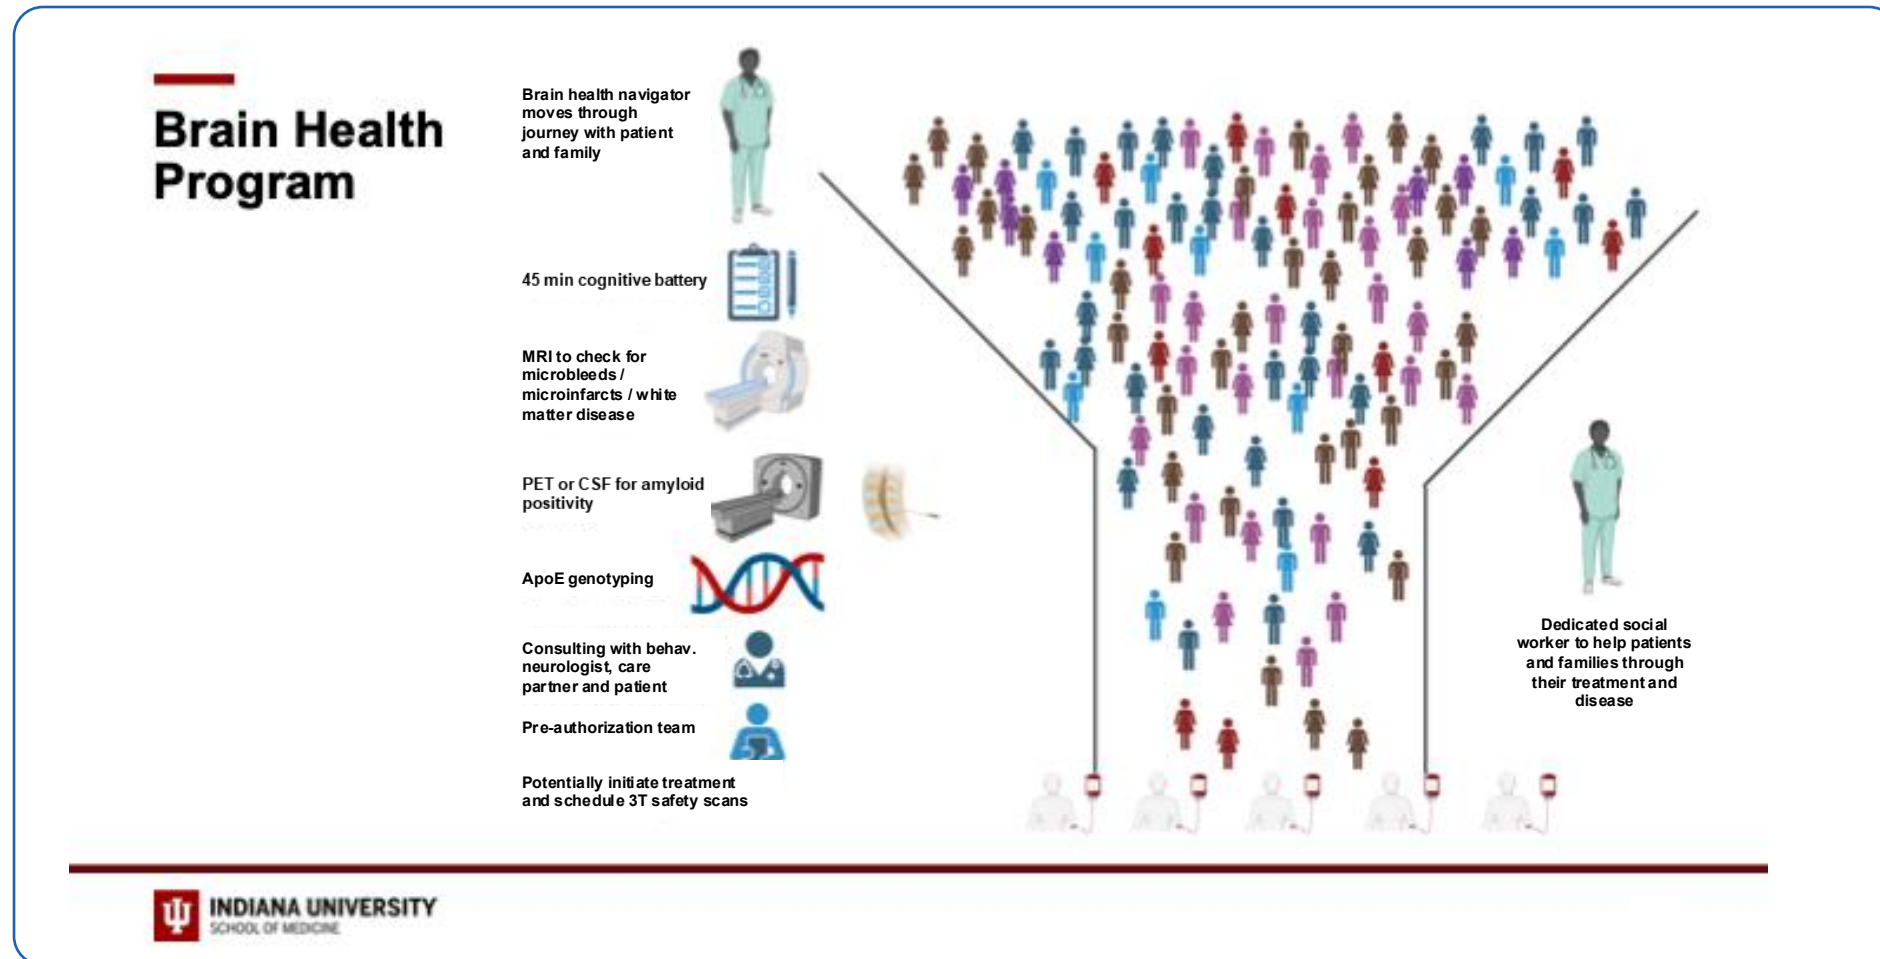 Brain Health
Program
Brain health navigator
moves through
journey with patient
and family
45 min cognitive battery
MRI to check for
microbleeds /
microinfarcts / white
matter disease
PET or CSF for amyloid
positivity
ApoE genotyping
Consulting with behav.
neurologist, care
partner and patient
Pre-authorization team
Potentially initiate treatment
and schedule 3T safety scans
Dedicated social
worker to help patients
and families through
their treatment and
disease
INDIANA UNIVERSITY
SCHOOL OF MEDICINE